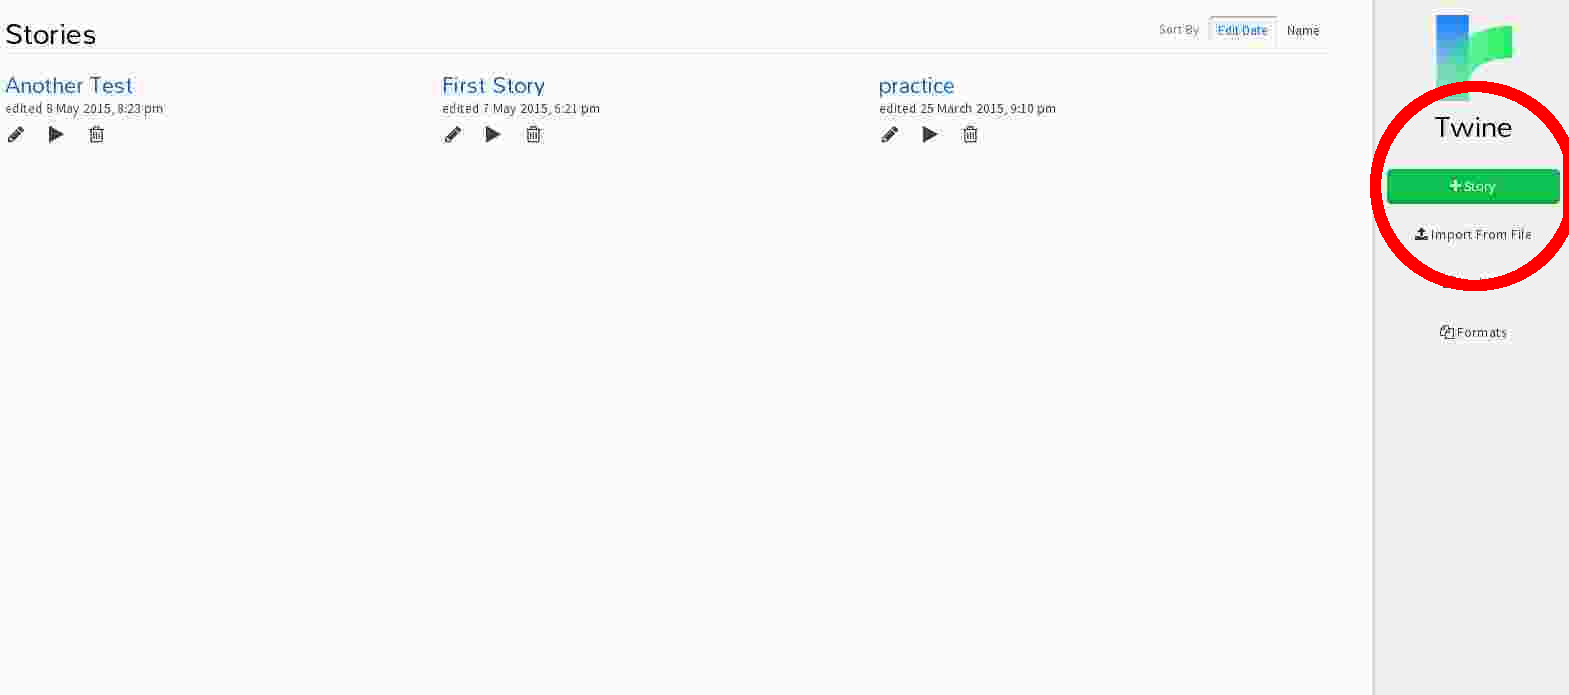 Stories
Sort By Edit Date Name
Another Test
edited 8 May 2015, 8:23 pm
First Story
edited 7 May 2015, 6:21 pm
practice
edited 25 March 2015, 9:10 pm
Twine
+ Story
Import From File
Formats